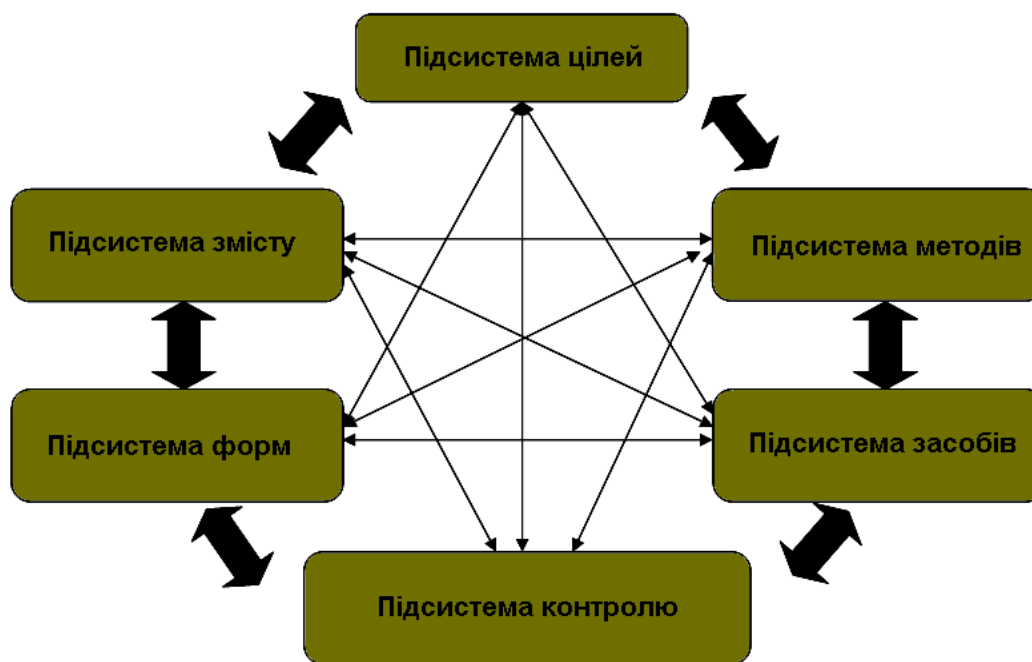 Підсистема цілей
Підсистема змісту
Підсистема методів
Підсистема форм
Підсистема засобів
Підсистема контролю